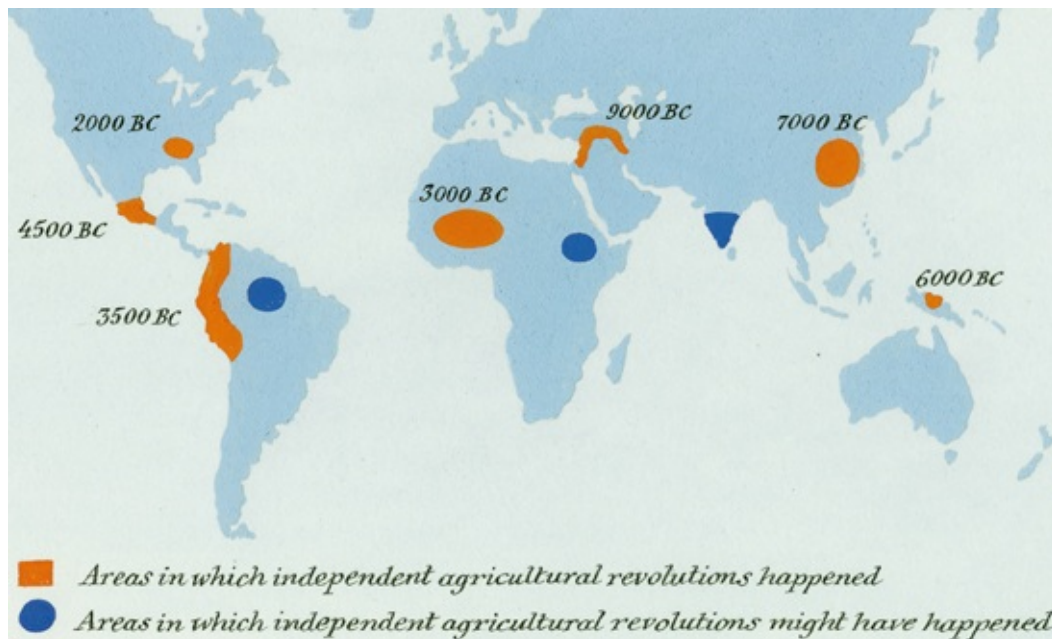 2000 BC
9000 BC
7000 BC
3000 BC
4500 BC
6000 BC
3500 BC
Areas in which independent agricultural revolutions happened
Areas in which independent agricultural revolutions might have happened